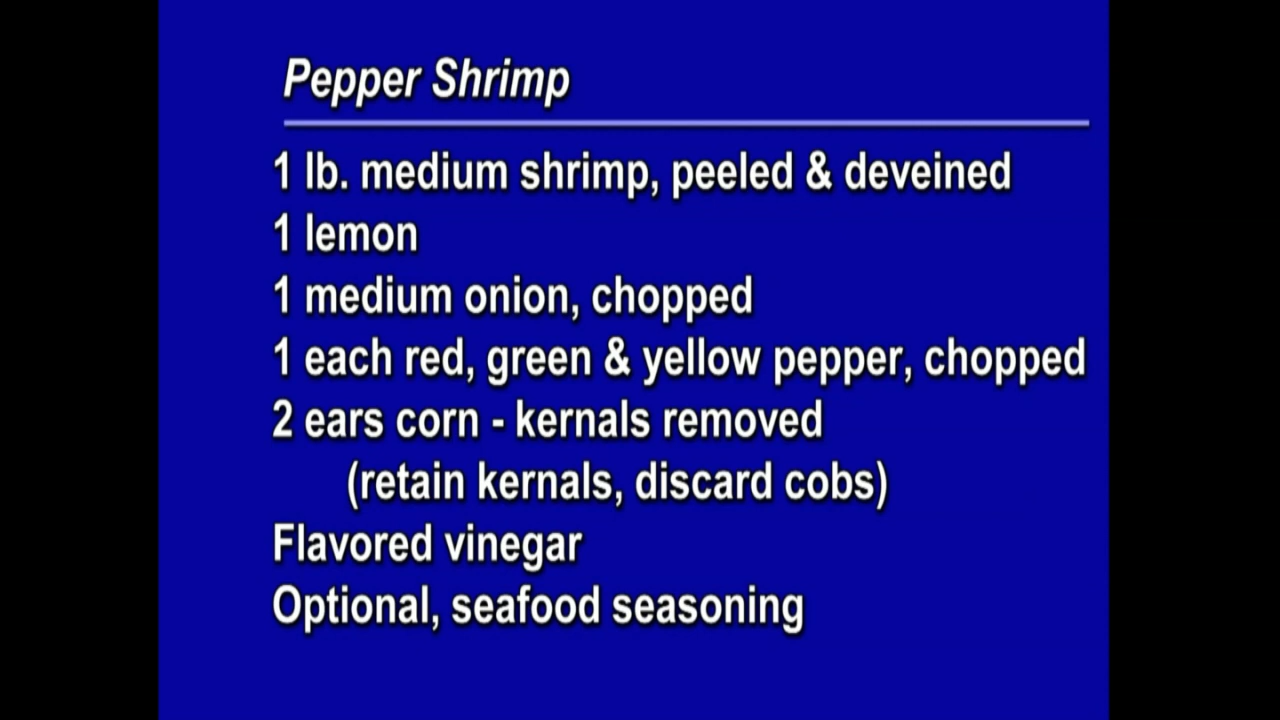 Pepper Shrimp
1 lb. medium shrimp, peeled & deveined
1 lemon
1 medium onion, chopped
1 each red, green & yellow pepper, chopped
2 ears corn - kernals removed
(retain kernals, discard cobs)
Flavored vinegar
Optional, seafood seasoning